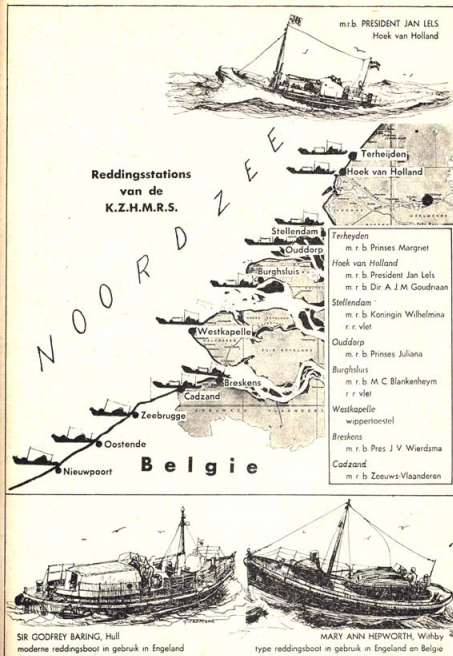 m.r.b. PRESIDENT JAN LELS
Hoek van Holland
Reddingsstations
van de
K.Z.H.M.R.S.
NOORDZEE
Terheijden
Hoek van Holland
Stellendam
Ouddorp
Burghsluis
Westkapelle
Breskens
Cadzand
Zeebrugge
Oostende
Nieuwpoort
Belgie
Terheyden
m. r. b. Prinses Margriet
Hoek van Holland
m. r. b. President Jan Lels
m. r. b. Dir. A. J. M. Goudriaan
Stellendam
m. r. b. Koningin Wilhelmina
r. r. vlet
Ouddorp
m. r. b. Prinses Juliana
Burghsluis
m. r. b. M C Blankenheym
r r vlet
Westkapelle
wippertoestel
Breskens
m. r. b. Pres J V Wierdsma
Cadzand
m r b Zeeuws-Vlaanderen
SIR GODFREY BARING, Hull
moderne reddingsboot in gebruik in Engeland
MARY ANN HEPWORTH, Withby
type reddingsboot in gebruik in Engeland en Belgie